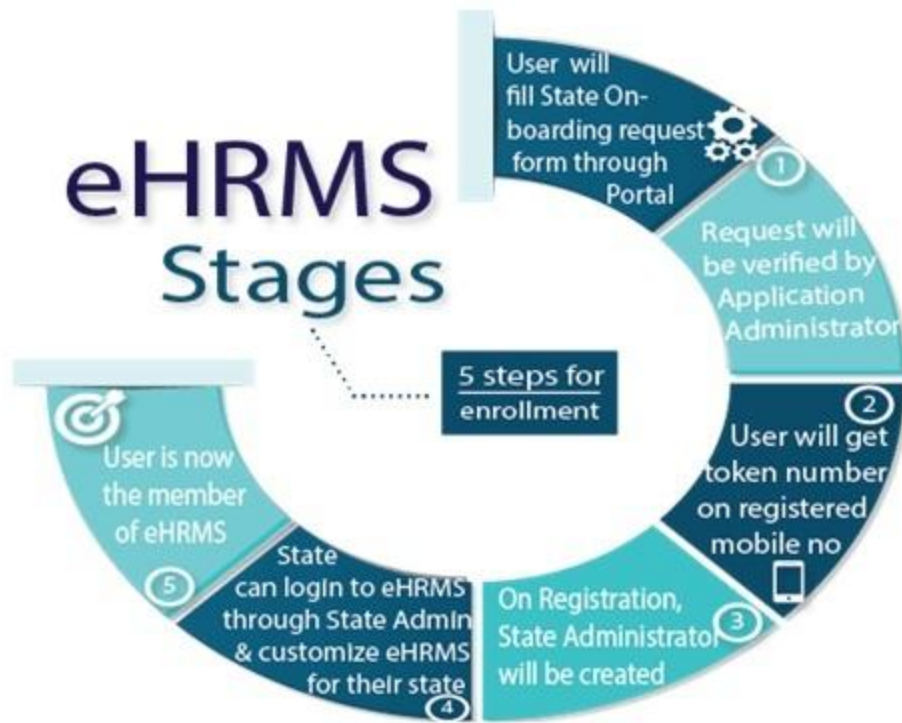 eHRMS
Stages
5 steps for
enrollment
User will
fill State On-
boarding request
form through
Portal
1
Request will
be verified by
Application
Administrator
2
User will get
token number
on registered
mobile no
3
On Registration,
State Administrator
will be created
State
can login to eHRMS
through State Admin
& customize eHRMS
for their state
4
User is now
the member
of eHRMS
5